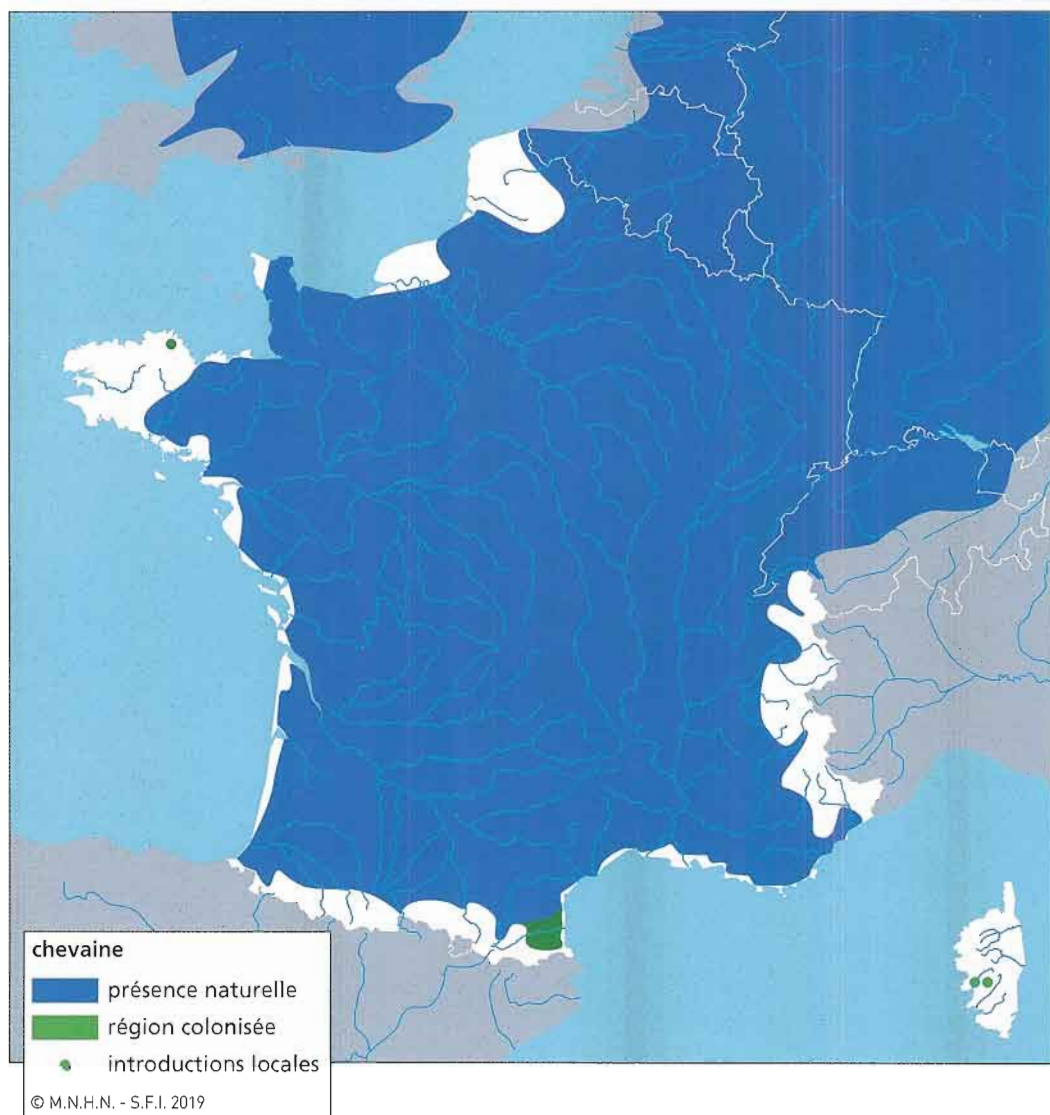 chevaine
présence naturelle
région colonisée
introductions locales
© M.N.H.N. - S.F.I. 2019